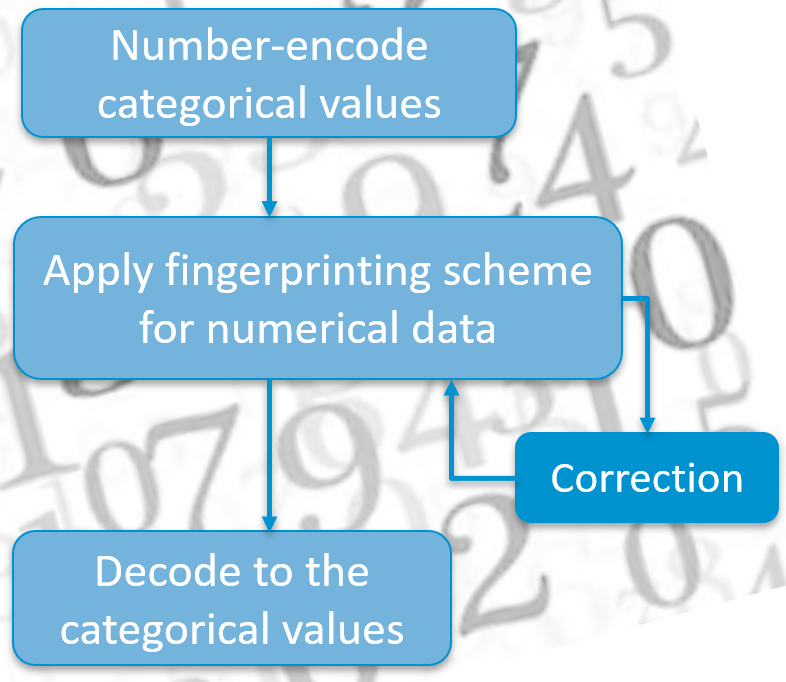 Number-encode
categorical values
Apply fingerprinting scheme
for numerical data
Correction
Decode to the
categorical values